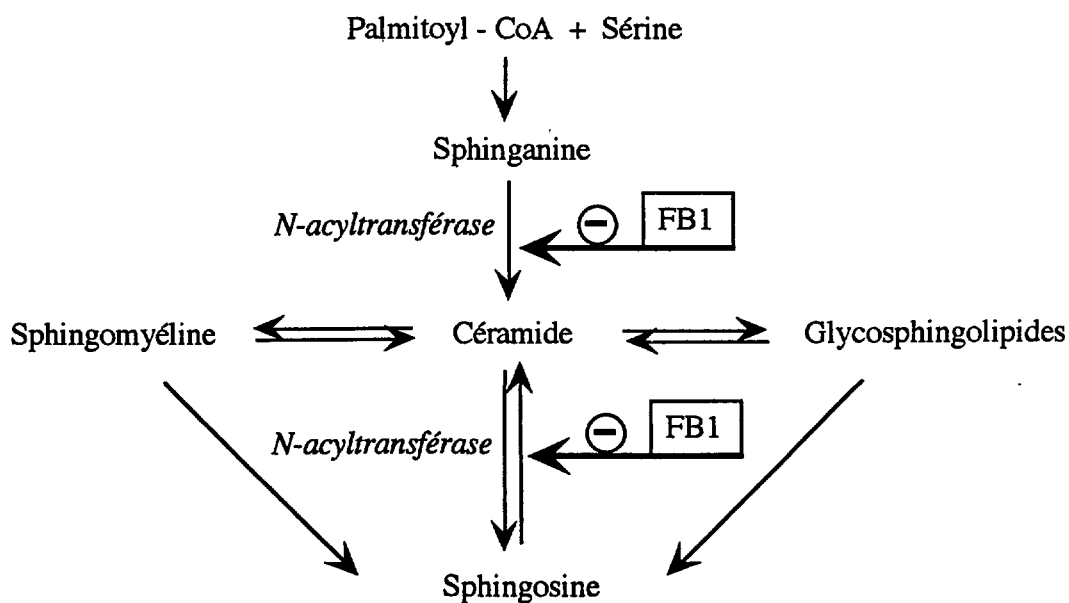 Palmitoyl - CoA + Sérine
Sphinganine
N-acyltransférase
FB1
Sphingomyéline
Céramide
Glycosphingolipides
N-acyltransférase
FB1
Sphingosine